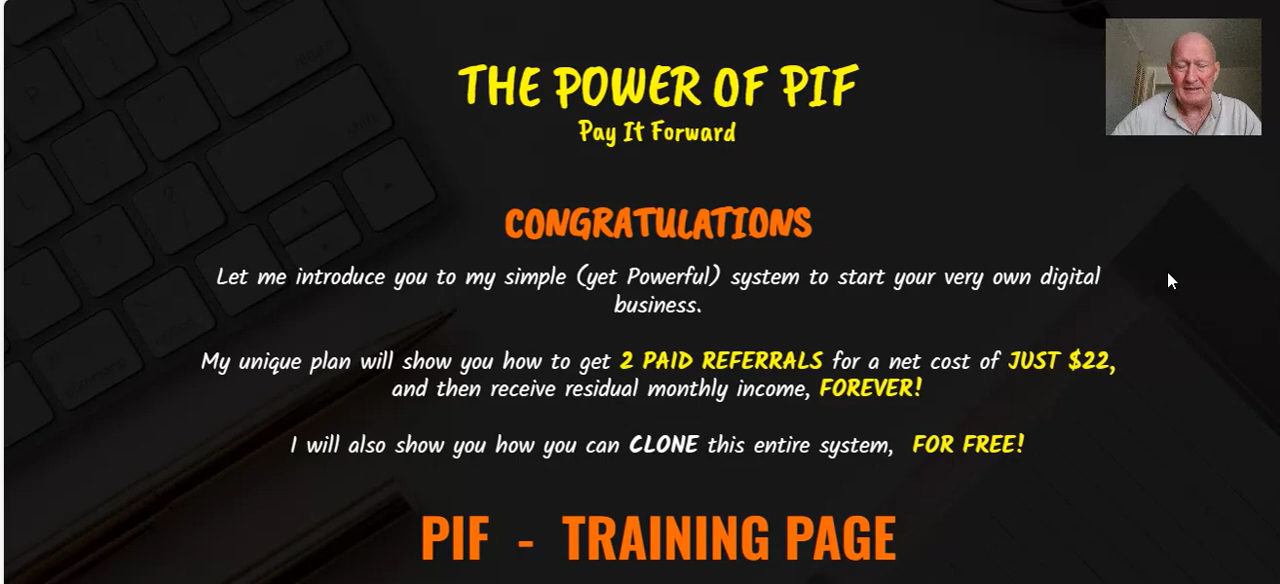 THE POWER OF PIF
Pay It Forward
CONGRATULATIONS
Let me introduce you to my simple (yet Powerful) system to start your very own digital
business.
My unique plan will show you how to get 2 PAID REFERRALS for a net cost of JUST $22,
and then receive residual monthly income, FOREVER!
I will also show you how you can CLONE this entire system, FOR FREE!
PIF - TRAINING PAGE